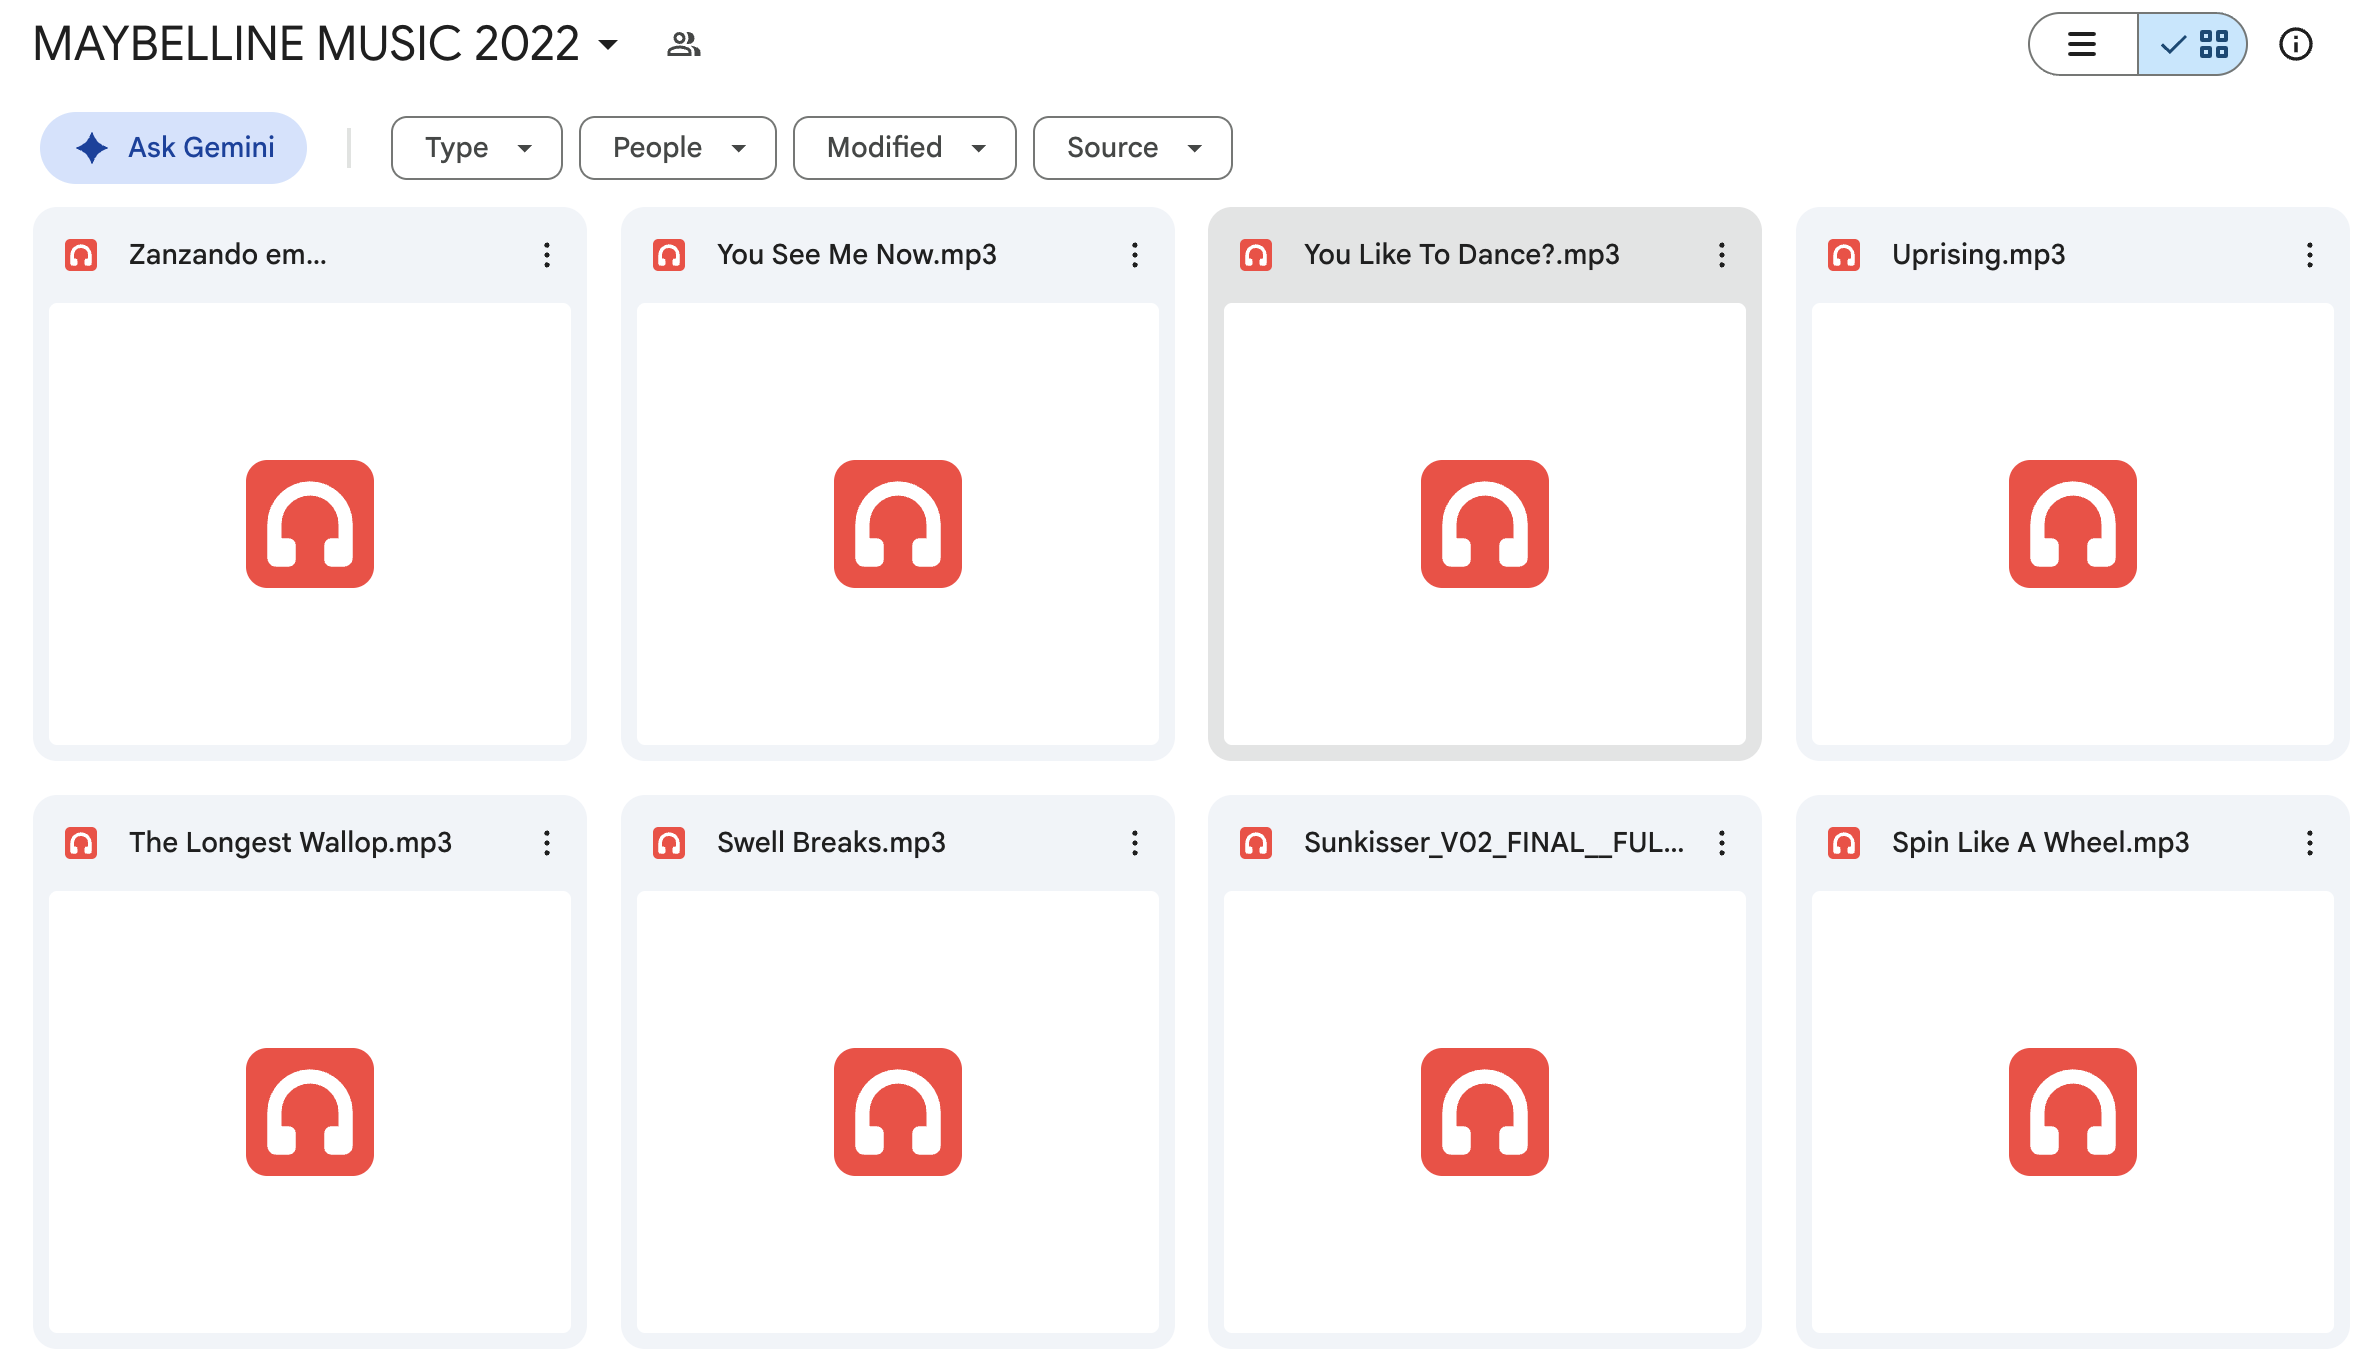 MAYBELLINE MUSIC 2022
Ask Gemini
Type
People
Modified
Source
Zanzando em...
You See Me Now.mp3
You Like To Dance?.mp3
Uprising.mp3
The Longest Wallop.mp3
Swell Breaks.mp3
Sunkisser_V02_FINAL__FUL...
Spin Like A Wheel.mp3